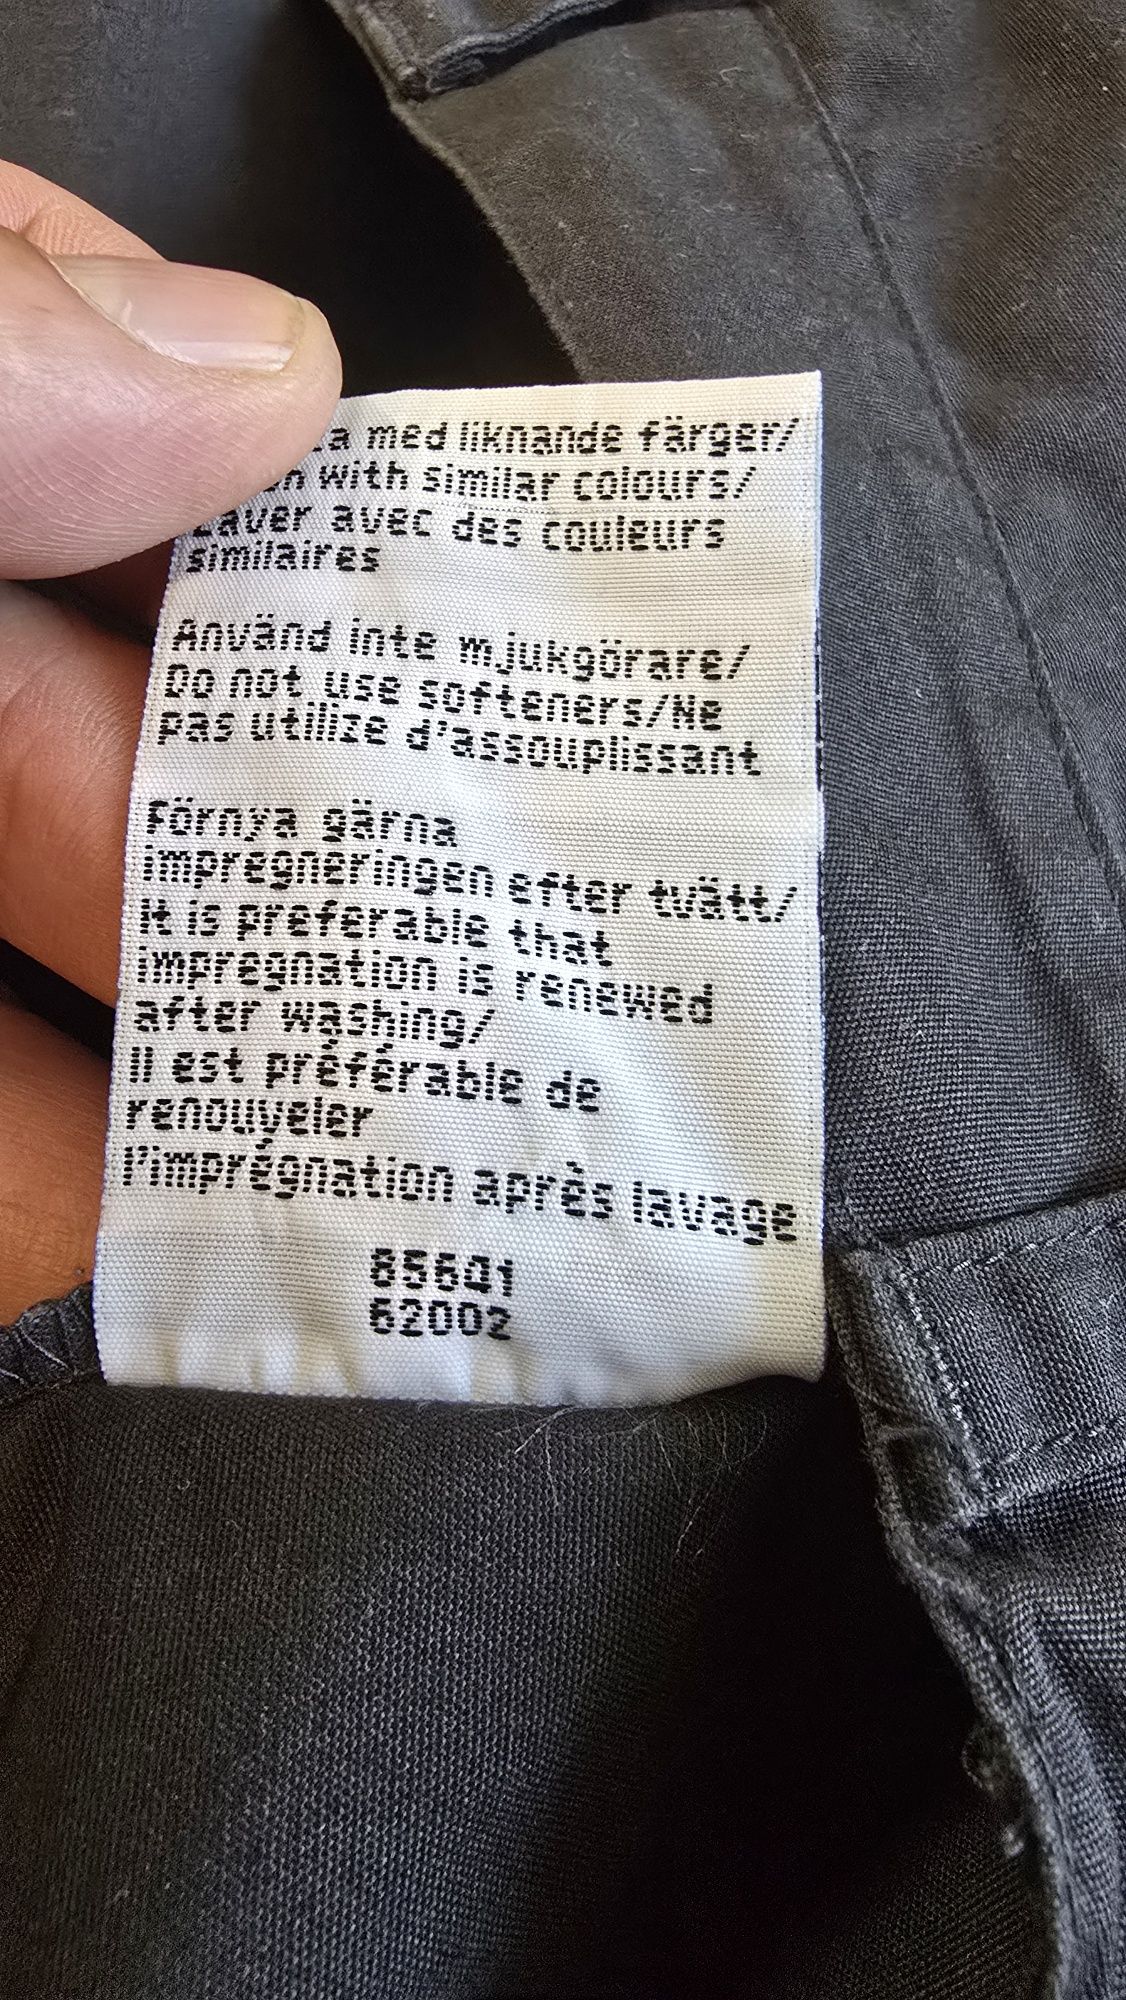 med liknande färger/
with similar colours/
Laver avec des couleurs
similaires
Använd inte mjukgörare/
Do not use softeners/Ne
pas utilize d'assouplissant
Förnya gärna
impregneringen efter tvätt/
It is preferable that
impregnation is renewed
after washing/
Il est préférable de
renouveler
l'imprégnation après lavage
85641
62002